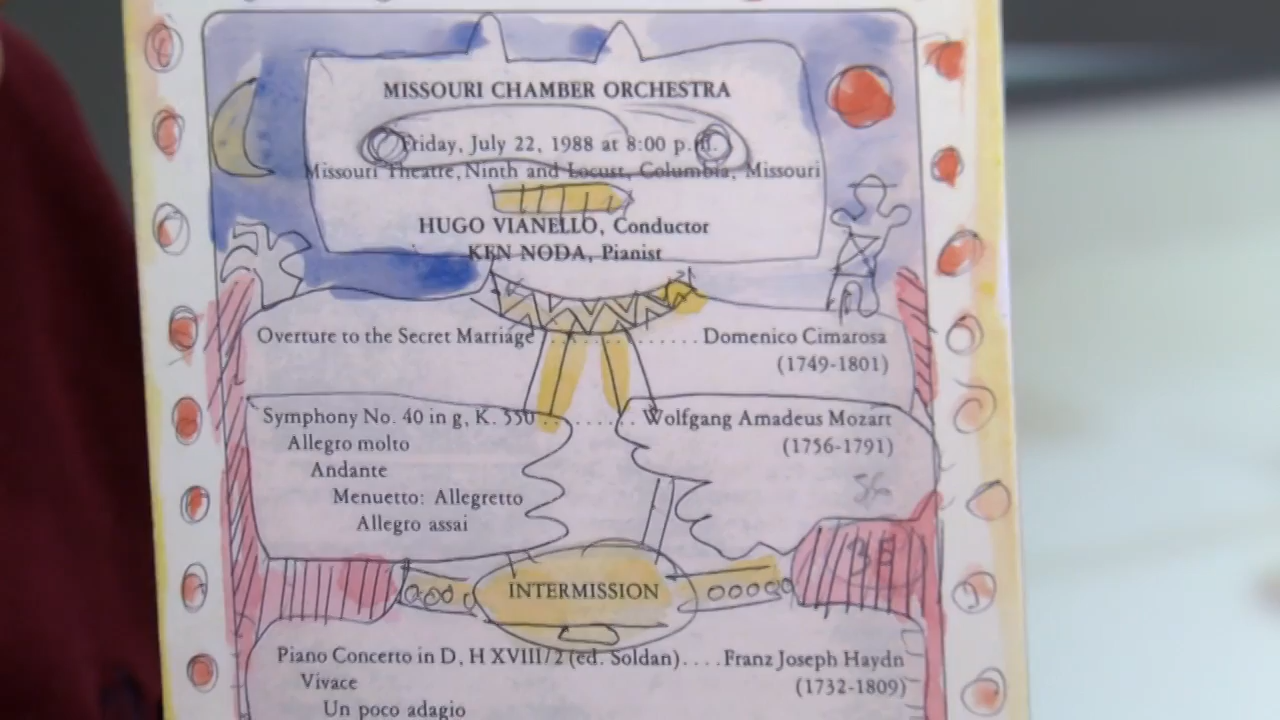 MISSOURI CHAMBER ORCHESTRA
Friday, July 22, 1988 at 8:00 p.m.
Missouri Theatre, Ninth and Locust, Columbia, Missouri
HUGO VIANELLO, Conductor
KEN NODA, Pianist
Overture to the Secret Marriage . . . . . . . . . . Domenico Cimarosa
(1749-1801)
Symphony No. 40 in g, K. 550 . . . . . . . . Wolfgang Amadeus Mozart
(1756-1791)
Allegro molto
Andante
Menuetto: Allegretto
Allegro assai
INTERMISSION
Piano Concerto in D, H XVIII/2 (ed. Soldan) . . . . Franz Joseph Haydn
Vivace (1732-1809)
Un poco adagio